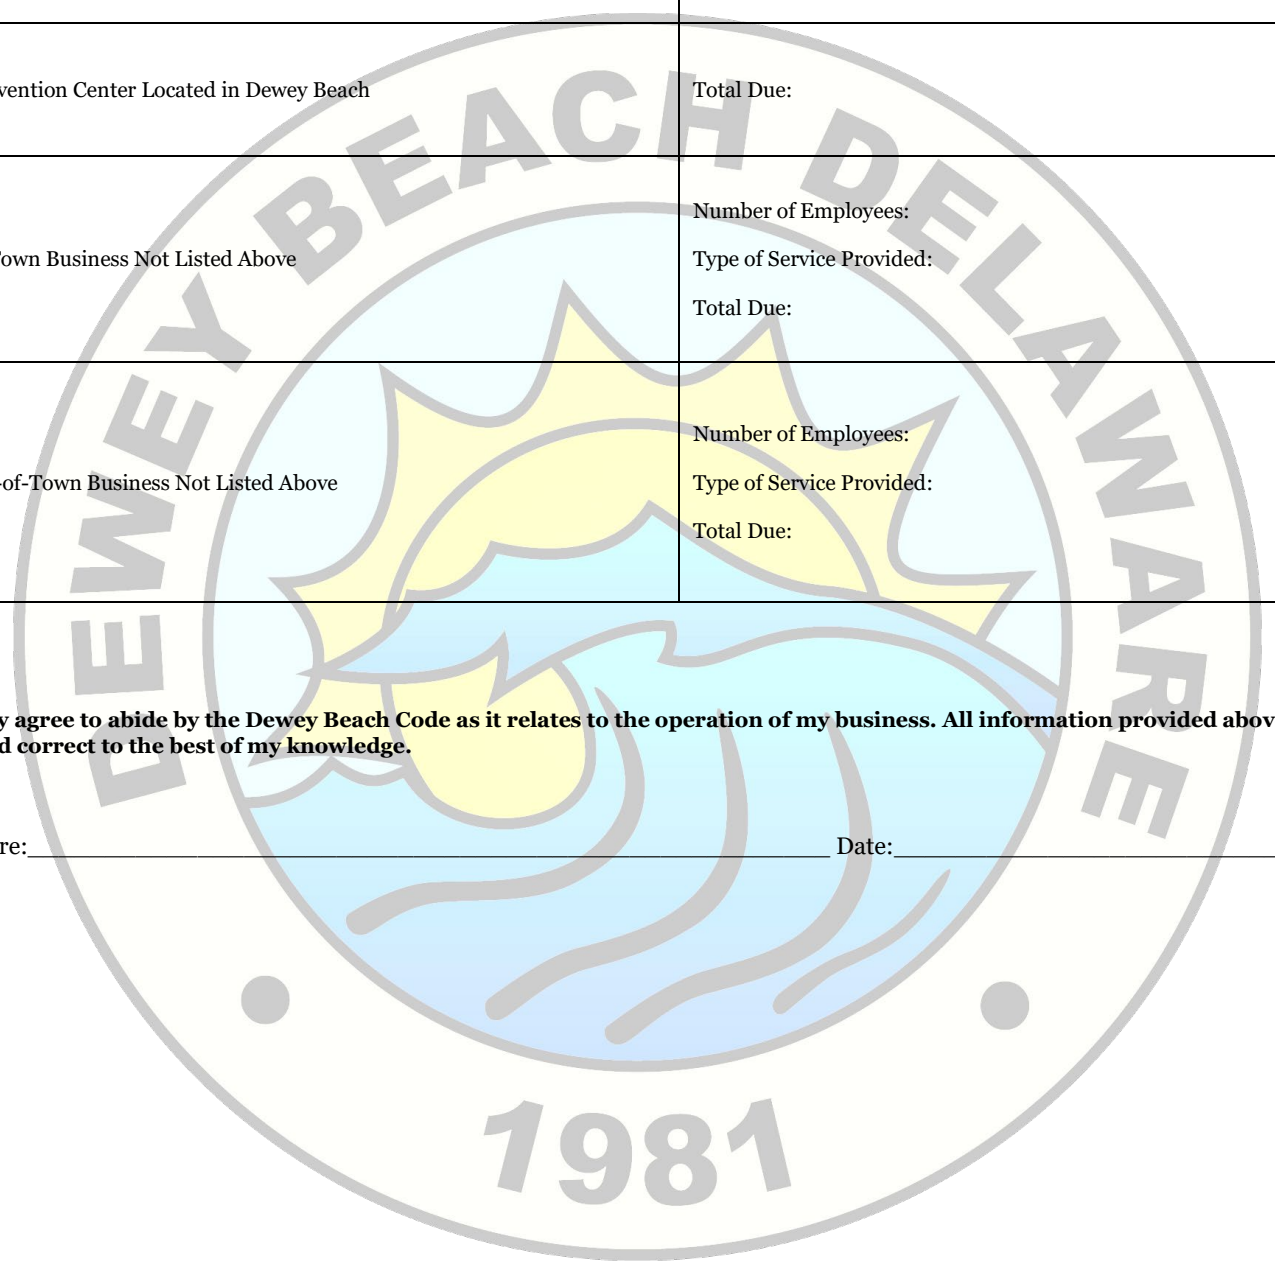 vention Center Located in Dewey Beach
Total Due:
Number of Employees:
Town Business Not Listed Above
Type of Service Provided:
Total Due:
Number of Employees:
-of-Town Business Not Listed Above
Type of Service Provided:
Total Due:
y agree to abide by the Dewey Beach Code as it relates to the operation of my business. All information provided abov
d correct to the best of my knowledge.
re:____________________ Date:____________________
DEWEY BEACH DELAWARE
1981